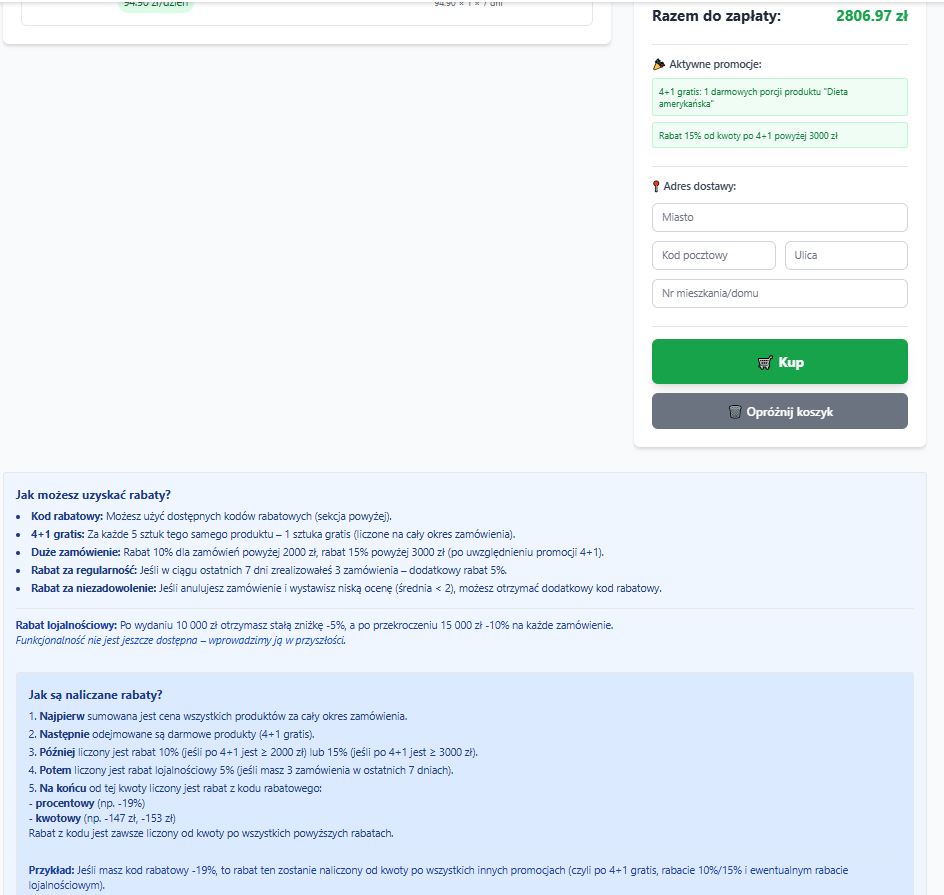 94.90 zł/dzień
94.90 × 1 × 7 dni
Razem do zapłaty: 2806.97 zł
Aktywne promocje:
4+1 gratis: 1 darmowych porcji produktu "Dieta
amerykańska"
Rabat 15% od kwoty po 4+1 powyżej 3000 zł
Adres dostawy:
Miasto
Kod pocztowy
Ulica
Nr mieszkania/domu
Kup
Opróżnij koszyk
Jak możesz uzyskać rabaty?
• Kod rabatowy: Możesz użyć dostępnych kodów rabatowych (sekcja powyżej).
• 4+1 gratis: Za każde 5 sztuk tego samego produktu – 1 sztuka gratis (liczone na cały okres zamówienia).
• Duże zamówienie: Rabat 10% dla zamówień powyżej 2000 zł, rabat 15% powyżej 3000 zł (po uwzględnieniu promocji 4+1).
• Rabat za regularność: Jeśli w ciągu ostatnich 7 dni zrealizowałeś 3 zamówienia – dodatkowy rabat 5%.
• Rabat za niezadowolenie: Jeśli anulujesz zamówienie i wystawisz niską ocenę (średnia < 2), możesz otrzymać dodatkowy kod rabatowy.
Rabat lojalnościowy: Po wydaniu 10 000 zł otrzymasz stałą zniżkę -5%, a po przekroczeniu 15 000 zł -10% na każde zamówienie.
Funkcjonalność nie jest jeszcze dostępna – wprowadzimy ją w przyszłości.
Jak są naliczane rabaty?
1. Najpierw sumowana jest cena wszystkich produktów za cały okres zamówienia.
2. Następnie odejmowane są darmowe produkty (4+1 gratis).
3. Później liczony jest rabat 10% (jeśli po 4+1 jest ≥ 2000 zł) lub 15% (jeśli po 4+1 jest ≥ 3000 zł).
4. Potem liczony jest rabat lojalnościowy 5% (jeśli masz 3 zamówienia w ostatnich 7 dniach).
5. Na końcu od tej kwoty liczony jest rabat z kodu rabatowego:
- procentowy (np. -19%)
- kwotowy (np. -147 zł, -153 zł)
Rabat z kodu jest zawsze liczony od kwoty po wszystkich powyższych rabatach.
Przykład: Jeśli masz kod rabatowy -19%, to rabat ten zostanie naliczony od kwoty po wszystkich innych promocjach (czyli po 4+1 gratis, rabacie 10%/15% i ewentualnym rabacie
lojalnościowym).